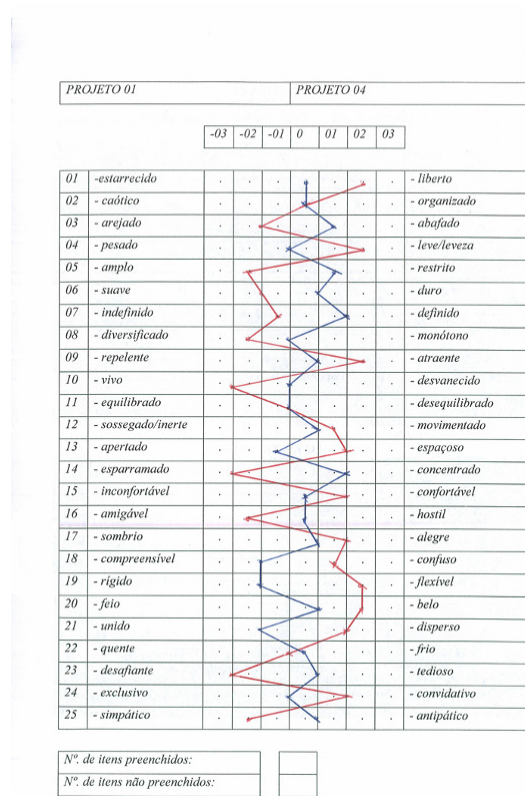 PROJETO 01 PROJETO 04
-03 -02 -01 0 01 02 03
01 -estarrecido - liberto
02 - caótico - organizado
03 - arejado - abafado
04 - pesado - leve/leveza
05 - amplo - restrito
06 - suave - duro
07 - indefinido - definido
08 - diversificado - monótono
09 - repelente - atraente
10 - vivo - desvanecido
11 - equilibrado - desequilibrado
12 - sossegado/inerte - movimentado
13 - apertado - espaçoso
14 - esparramado - concentrado
15 - inconfortável - confortável
16 - amigável - hostil
17 - sombrio - alegre
18 - compreensível - confuso
19 - rígido - flexível
20 - feio - belo
21 - unido - disperso
22 - quente - frio
23 - desafiante - tedioso
24 - exclusivo - convidativo
25 - simpático - antipático
Nº. de itens preenchidos:
Nº. de itens não preenchidos: